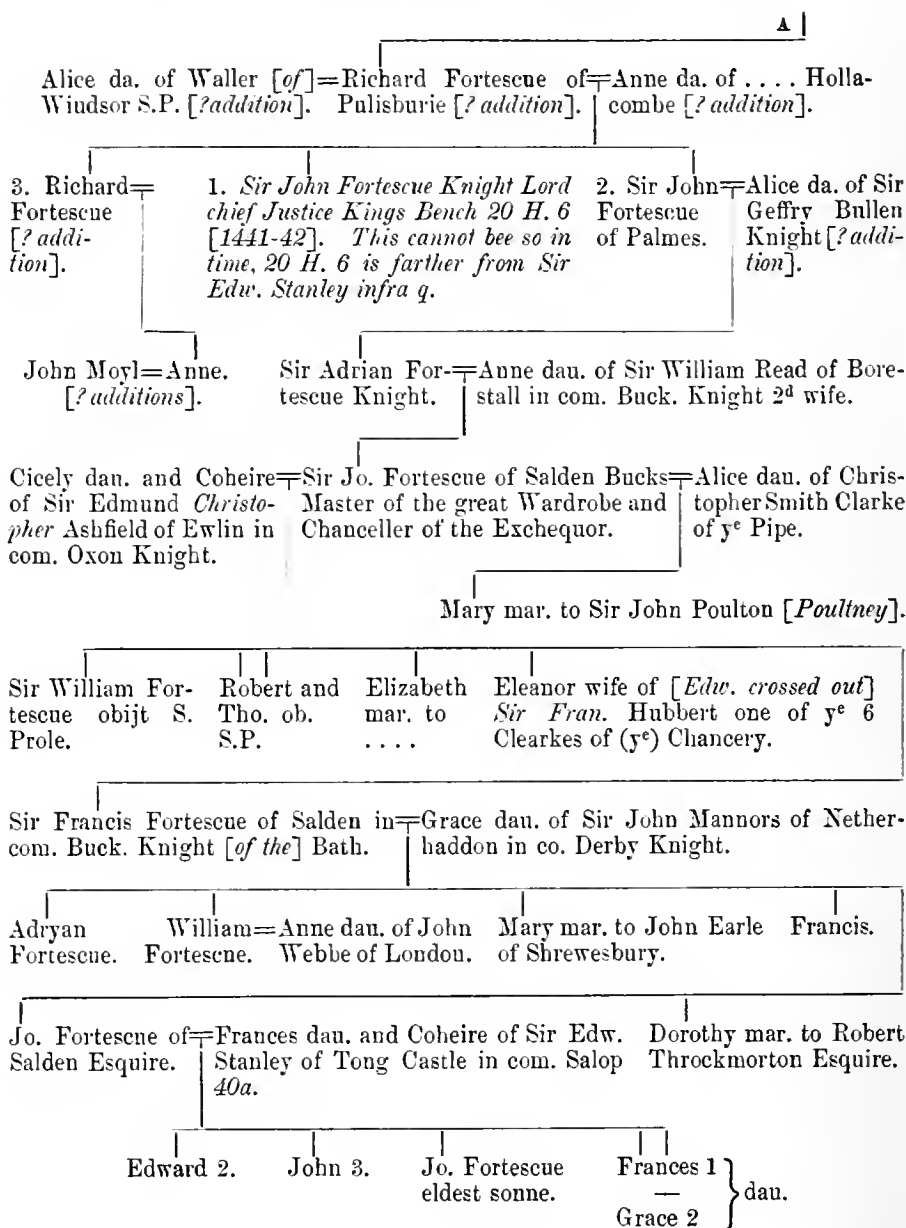 A
Alice da. of Waller [of]=Richard Fortescue of=Anne da. of .... Holla-
Windsor S.P. [?addition]. Pulisburie [? addition]. combe [? addition].
3. Richard= 1. Sir John Fortescue Knight Lord 2. Sir John=Alice da. of Sir
Fortescue chief Justice Kings Bench 20 H. 6 Fortescue Geffry Bullen
[? addi- [1441-42]. This cannot bee so in of Palmes. Knight [? addi-
tion]. time, 20 H. 6 is farther from Sir tion].
Edw. Stanley infra q.
John Moyl=Anne. Sir Adrian For-=Anne dau. of Sir William Read of Bore-
[? additions]. tescue Knight. stall in com. Buck. Knight 2d wife.
Cicely dau. and Coheire=Sir Jo. Fortescue of Salden Bucks=Alice dau. of Chris-
of Sir Edmund Christo- Master of the great Wardrobe and topher Smith Clarke
pher Ashfield of Ewlin in Chanceller of the Exchequor. of ye Pipe.
com. Oxon Knight.
Mary mar. to Sir John Poulton [Poultney].
Sir William For- Robert and Elizabeth Eleanor wife of [Edw. crossed out]
tescue obijt S. Tho. ob. mar. to Sir Fran. Hubbert one of ye 6
Prole. S.P. .... Clearkes of (ye) Chancery.
Sir Francis Fortescue of Salden in=Grace dau. of Sir John Mannors of Nether-
com. Buck. Knight [of the] Bath. haddon in co. Derby Knight.
Adryan William=Anne dau. of John Mary mar. to John Earle Francis.
Fortescue. Fortescue. Webbe of London. of Shrewesbury.
Jo. Fortescue of=Frances dau. and Coheire of Sir Edw. Dorothy mar. to Robert
Salden Esquire. Stanley of Tong Castle in com. Salop Throckmorton Esquire.
40a.
Edward 2. John 3. Jo. Fortescue Frances 1
eldest sonne. — } dau.
Grace 2